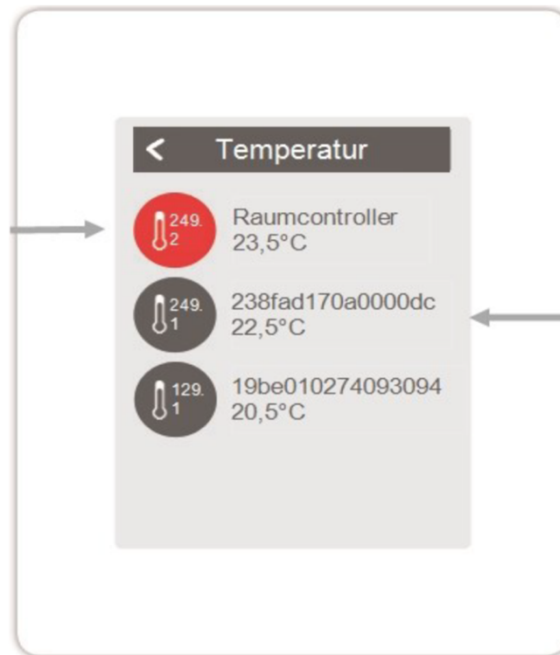 Temperatur
249.
2
Raumcontroller
23,5°C
249.
1
238fad170a0000dc
22,5°C
129.
1
19be010274093094
20,5°C